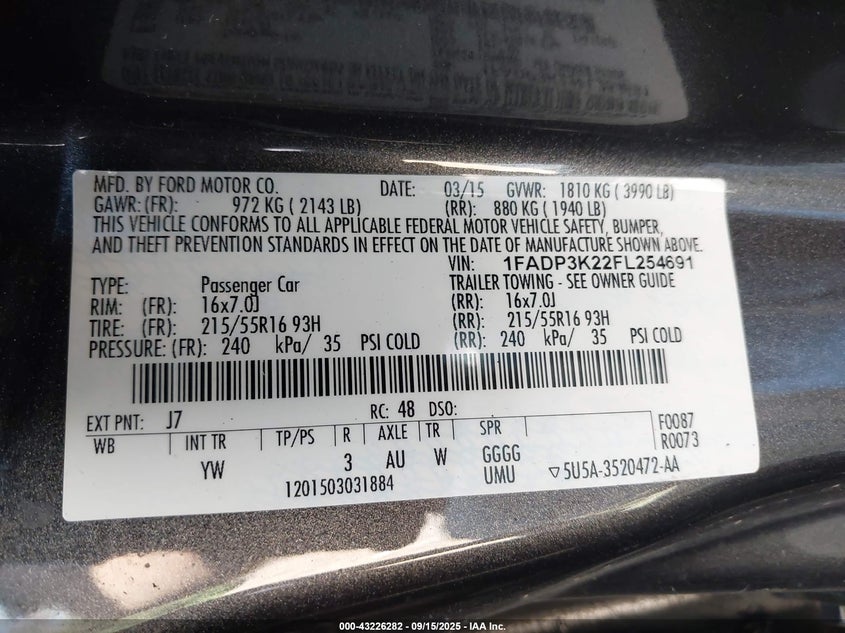 MFD. BY FORD MOTOR CO. DATE: 03/15 GVWR: 1810 KG ( 3990 LB)
GAWR: (FR): 972 KG ( 2143 LB) (RR): 880 KG ( 1940 LB)
THIS VEHICLE CONFORMS TO ALL APPLICABLE FEDERAL MOTOR VEHICLE SAFETY, BUMPER,
AND THEFT PREVENTION STANDARDS IN EFFECT ON THE DATE OF MANUFACTURE SHOWN ABOVE.
VIN: 1FADP3K22FL254691
TYPE: Passenger Car TRAILER TOWING - SEE OWNER GUIDE
RIM: (FR): 16x7.0J (RR): 16x7.0J
TIRE: (FR): 215/55R16 93H (RR): 215/55R16 93H
PRESSURE: (FR): 240 kPa/ 35 PSI COLD (RR): 240 kPa/ 35 PSI COLD
EXT PNT: J7 RC: 48 DSO:
WB INT TR TP/PS R AXLE TR SPR F0087
R0073
YW 3 AU W GGGG
UMU 5U5A-3520472-AA
1201503031884
000-43226282 - 09/15/2025 - IAA Inc.